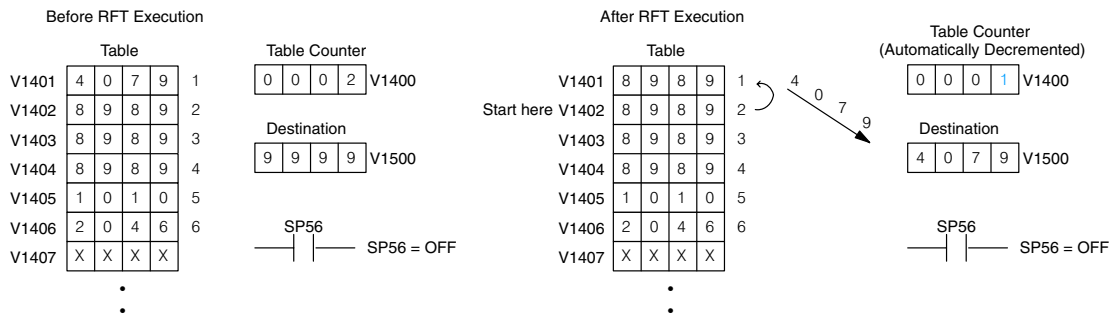 Before RFT Execution
Table
V1401 4 0 7 9 1
V1402 8 9 8 9 2
V1403 8 9 8 9 3
V1404 8 9 8 9 4
V1405 1 0 1 0 5
V1406 2 0 4 6 6
V1407 X X X X
Table Counter
0 0 0 2 V1400
Destination
9 9 9 9 V1500
SP56
SP56 = OFF
After RFT Execution
Table
V1401 8 9 8 9 1
Start here V1402 8 9 8 9 2
V1403 8 9 8 9 3
V1404 8 9 8 9 4
V1405 1 0 1 0 5
V1406 2 0 4 6 6
V1407 X X X X
4 0 7 9
Table Counter
(Automatically Decremented)
0 0 0 1 V1400
Destination
4 0 7 9 V1500
SP56
SP56 = OFF